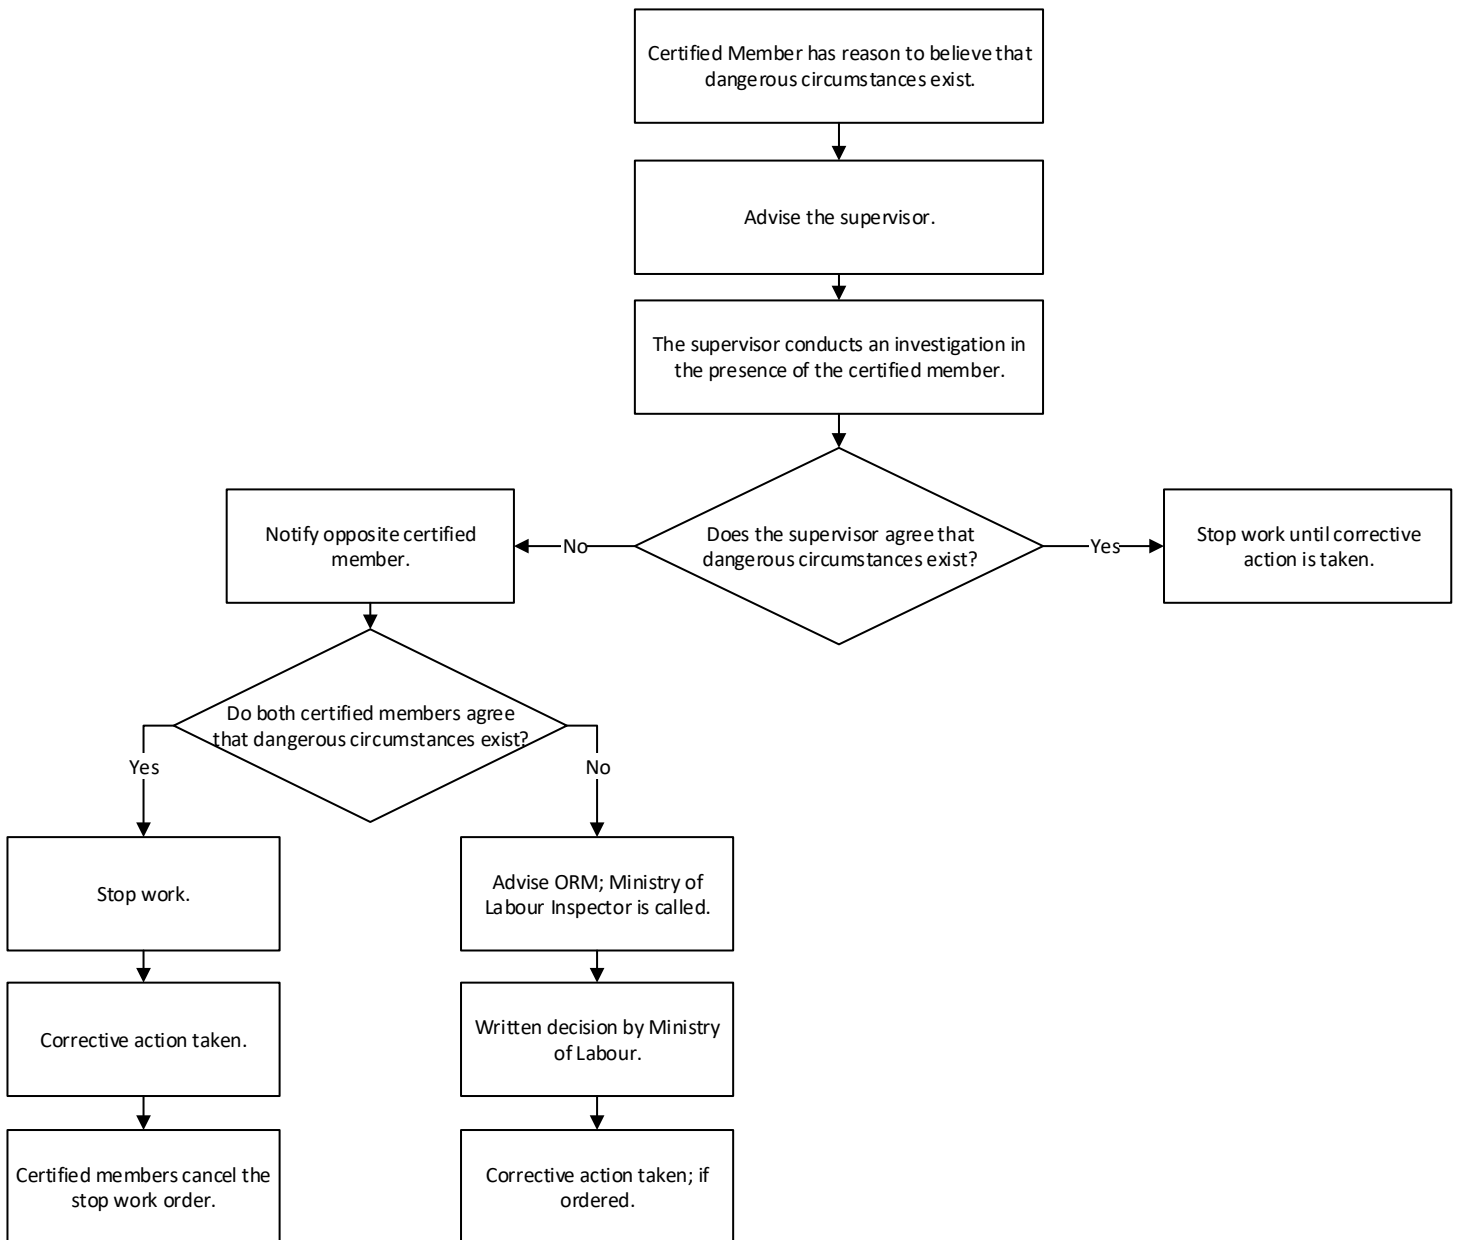 Certified Member has reason to believe that
dangerous circumstances exist.
Advise the supervisor.
The supervisor conducts an investigation in
the presence of the certified member.
Does the supervisor agree that
dangerous circumstances exist?
No
Yes
Notify opposite certified
member.
Stop work until corrective
action is taken.
Do both certified members agree
that dangerous circumstances exist?
Yes
No
Stop work.
Advise ORM; Ministry of
Labour Inspector is called.
Corrective action taken.
Written decision by Ministry
of Labour.
Certified members cancel the
stop work order.
Corrective action taken; if
ordered.